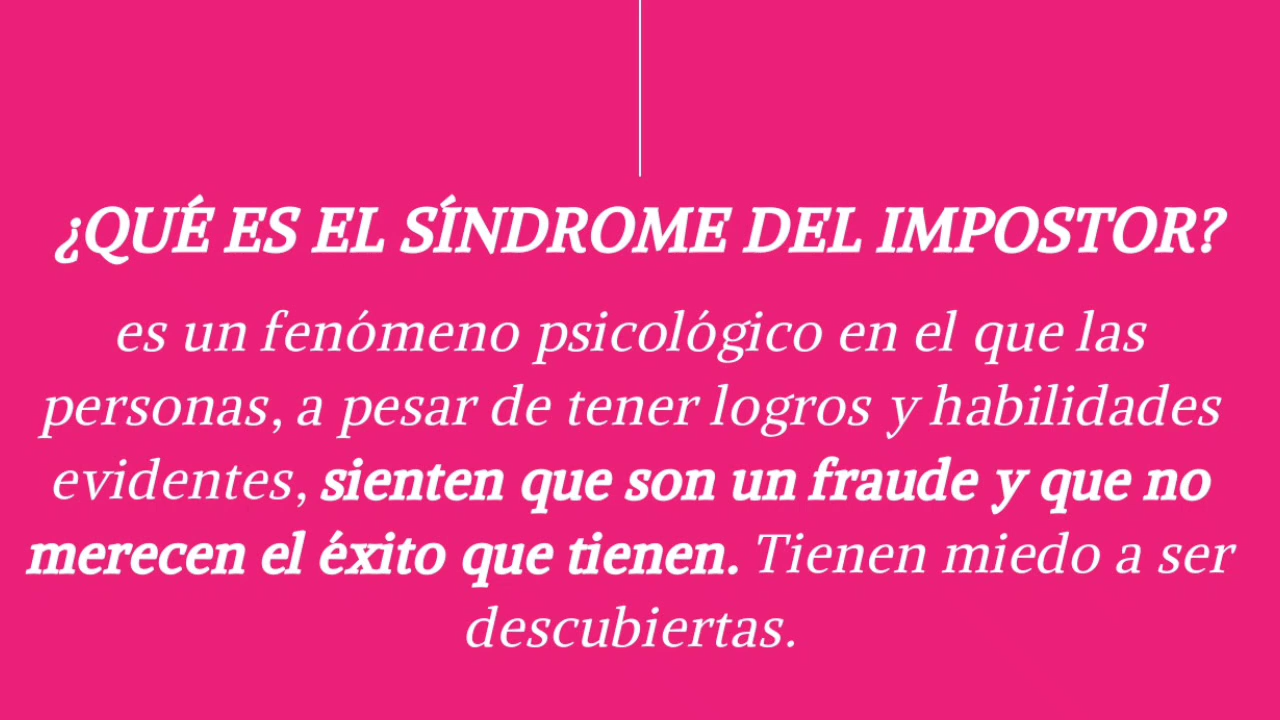 ¿QUÉ ES EL SÍNDROME DEL IMPOSTOR?
es un fenómeno psicológico en el que las
personas, a pesar de tener logros y habilidades
evidentes, sienten que son un fraude y que no
merecen el éxito que tienen. Tienen miedo a ser
descubiertas.